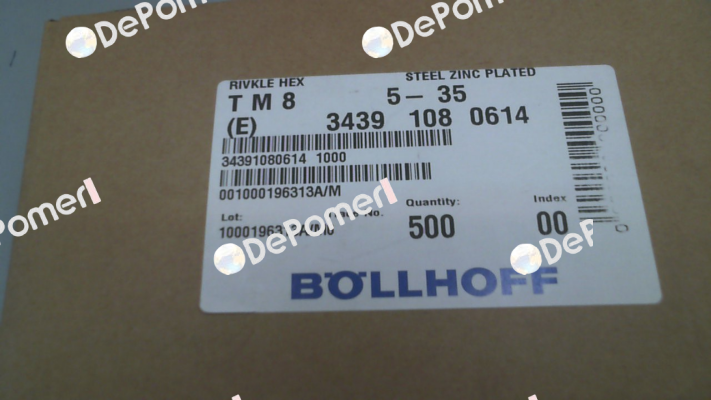 DePomerl
DePomerl
RIVKLE HEX STEEL ZINC PLATED
T M 8 5 – 35
(E) 3439 108 0614
34391080614 1000
001000196313A/M
DePomerl
Lot: No. Quantity: Index
500 00
DePomerl
DePomerl
BÖLLHOFF